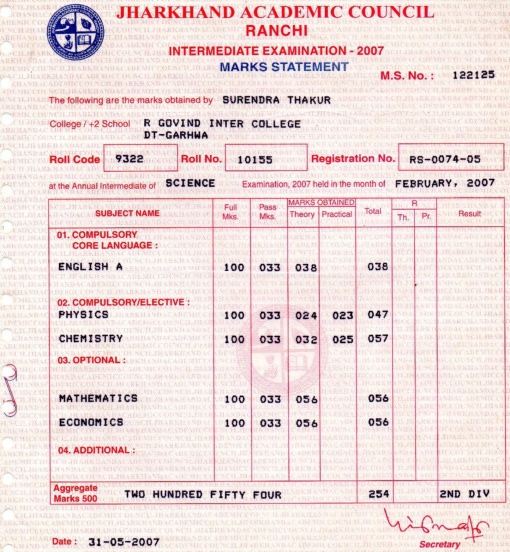 JHARKHAND ACADEMIC COUNCIL
RANCHI
INTERMEDIATE EXAMINATION - 2007
MARKS STATEMENT
M.S. No. : 122125
The following are the marks obtained by SURENDRA THAKUR
College / +2 School R GOVIND INTER COLLEGE
DT-GARHWA
Roll Code 9322 Roll No. 10155 Registration No. RS-0074-05
at the Annual Intermediate of SCIENCE Examination, 2007 held in the month of FEBRUARY, 2007
SUBJECT NAME Full Mks. Pass Mks. MARKS OBTAINED Theory Practical Total R Th. Pr. Result
01. COMPULSORY
CORE LANGUAGE :
ENGLISH A 100 033 038 038
02. COMPULSORY/ELECTIVE :
PHYSICS 100 033 024 023 047
CHEMISTRY 100 033 032 025 057
03. OPTIONAL :
MATHEMATICS 100 033 056 056
ECONOMICS 100 033 056 056
04. ADDITIONAL :
Aggregate
Marks 500 TWO HUNDRED FIFTY FOUR 254 2ND DIV
Date : 31-05-2007
Secretary